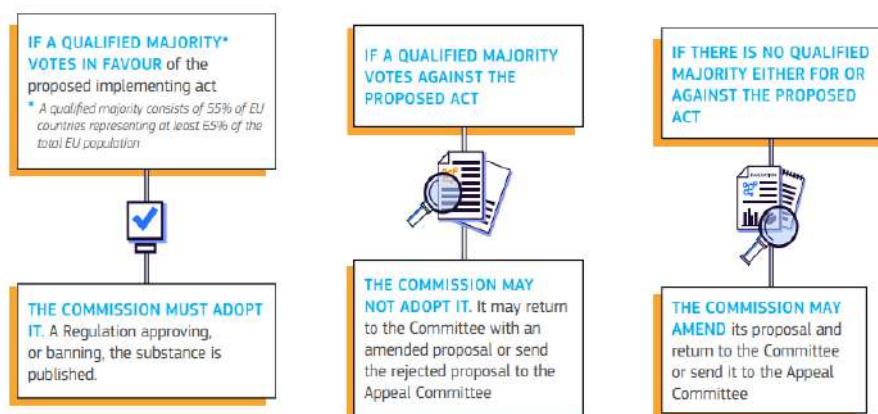 IF A QUALIFIED MAJORITY*
VOTES IN FAVOUR of the
proposed implementing act
* A qualified majority consists of 55% of EU
countries representing at least 65% of the
total EU population
THE COMMISSION MUST ADOPT
IT. A Regulation approving,
or banning, the substance is
published.
IF A QUALIFIED MAJORITY
VOTES AGAINST THE
PROPOSED ACT
THE COMMISSION MAY
NOT ADOPT IT. It may return
to the Committee with an
amended proposal or send
the rejected proposal to the
Appeal Committee
IF THERE IS NO QUALIFIED
MAJORITY EITHER FOR OR
AGAINST THE PROPOSED
ACT
THE COMMISSION MAY
AMEND its proposal and
return to the Committee
or send it to the Appeal
Committee